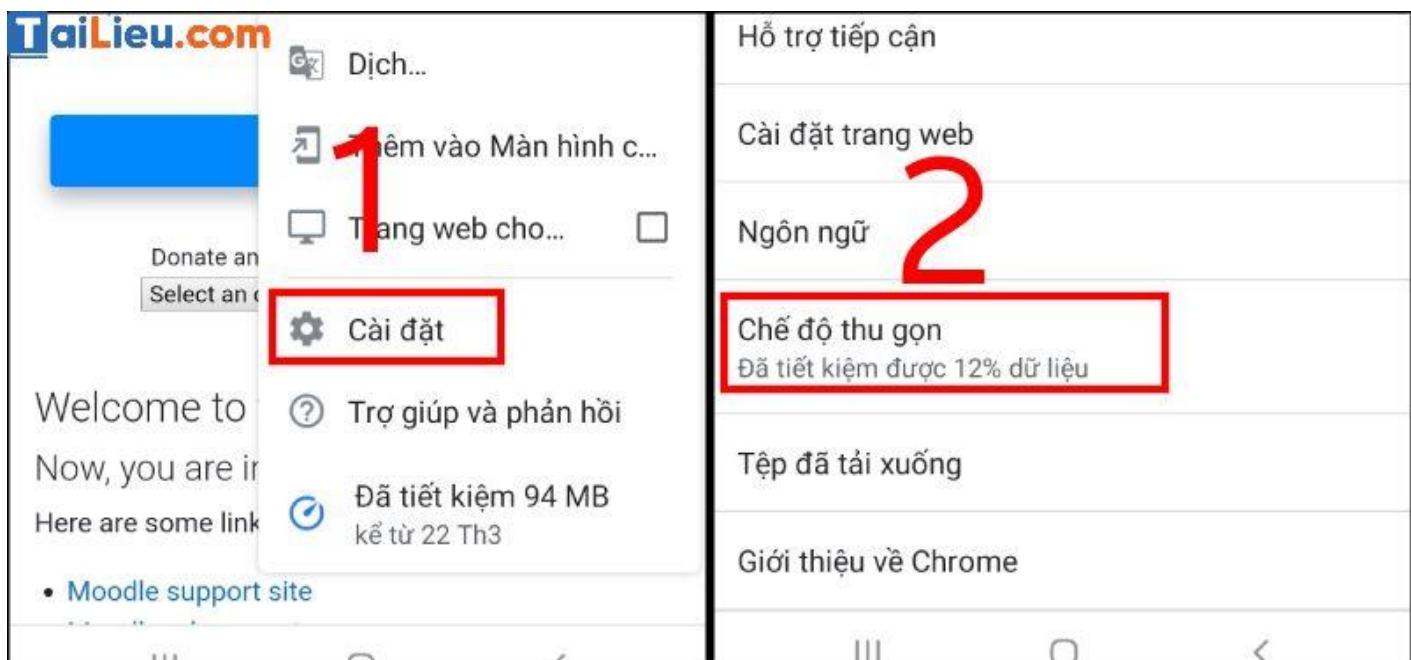 TaiLieu.com
Dịch...
Thêm vào Màn hình c...
1
Trang web cho...
Donate an
Select an
Cài đặt
Welcome to
Trợ giúp và phản hồi
Now, you are in
Đã tiết kiệm 94 MB
Here are some link
kể từ 22 Th3
• Moodle support site
Hỗ trợ tiếp cận
Cài đặt trang web
2
Ngôn ngữ
Chế độ thu gọn
Đã tiết kiệm được 12% dữ liệu
Tệp đã tải xuống
Giới thiệu về Chrome